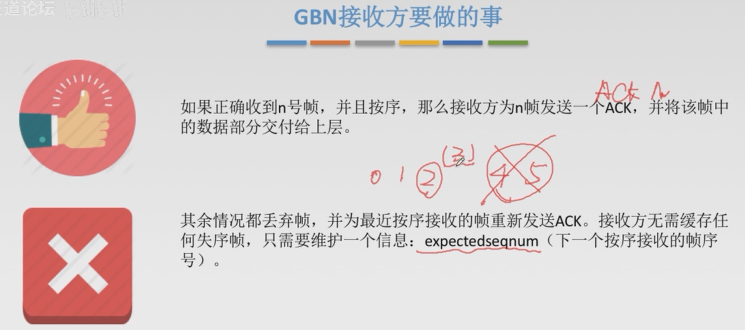 道论坛
GBN接收方要做的事
ACK n
如果正确收到n号帧，并且按序，那么接收方为n帧发送一个ACK，并将该帧中
的数据部分交付给上层。
0 1 2 3 4 5
其余情况都丢弃帧，并为最近按序接收的帧重新发送ACK。接收方无需缓存任
何失序帧，只需要维护一个信息：expectedseqnum（下一个按序接收的帧序
号）。